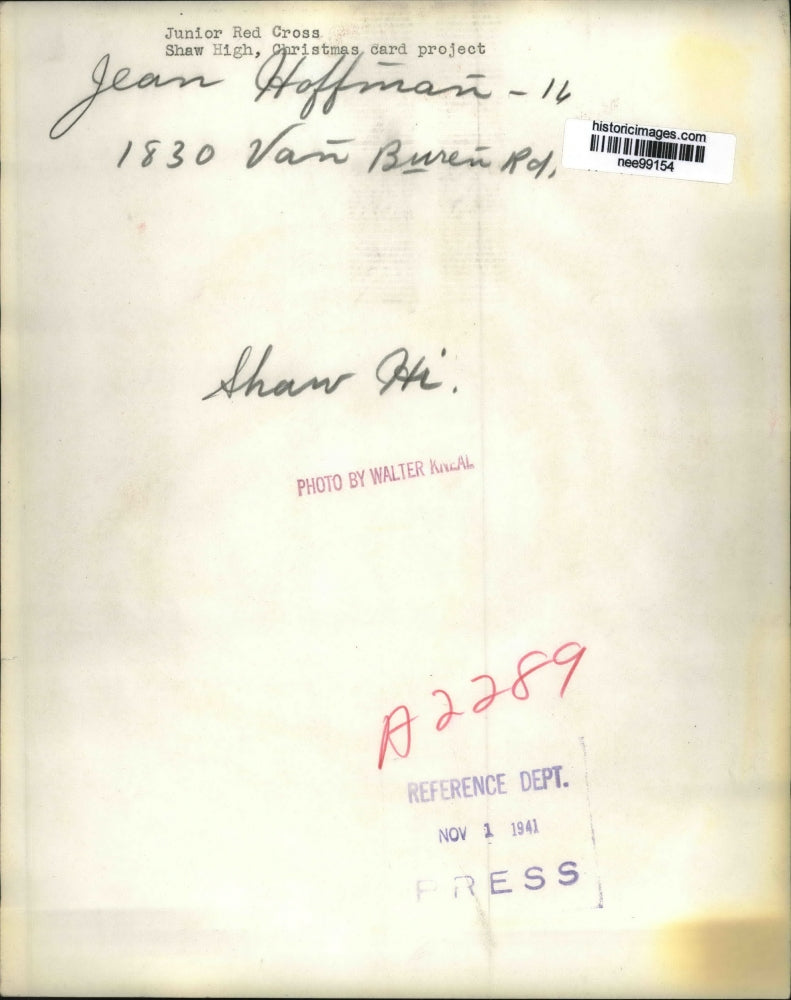 Junior Red Cross
Shaw High, Christmas card project
Jean Hoffman - 16
1830 Van Buren Rd.
historicimages.com
nee99154
Shaw Hi.
PHOTO BY WALTER KNEAL
A2289
REFERENCE DEPT.
NOV 1 1941
PRESS